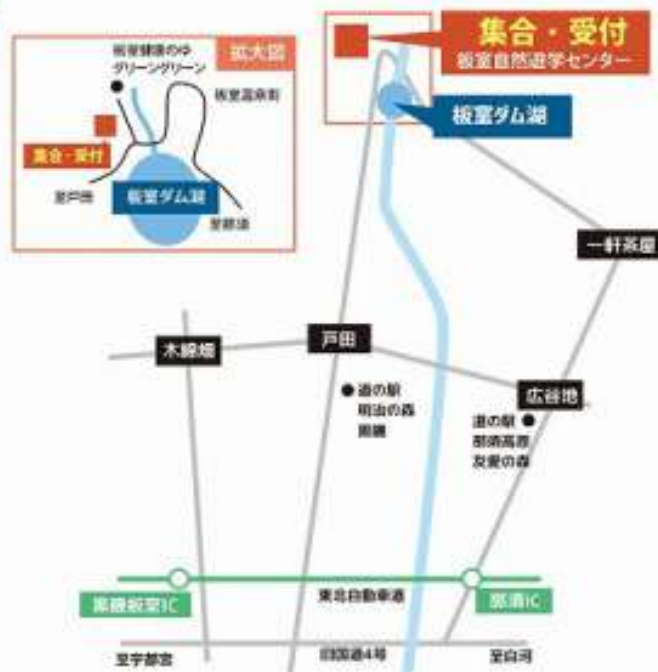 拡大図
板室健康のゆ
グリーングリーン
板室温泉街
集合・受付
至戸田
板室ダム湖
至那須
集合・受付
板室自然遊学センター
板室ダム湖
一軒茶屋
木綿畑
戸田
広谷地
道の駅
明治の森
黒磯
道の駅
那須高原
友愛の森
黒磯板室IC
東北自動車道
那須IC
至宇都宮
旧国道4号
至白河